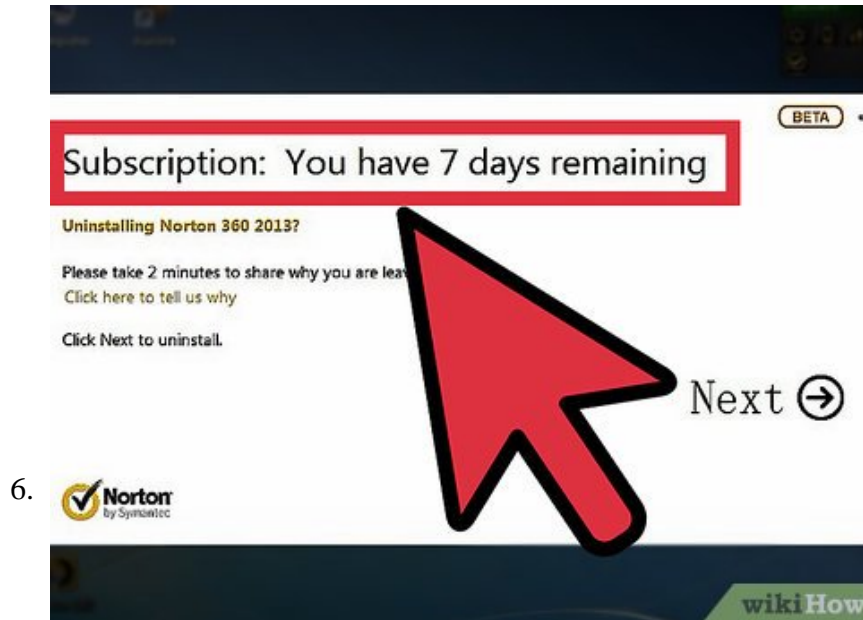 BETA
Subscription: You have 7 days remaining
Uninstalling Norton 360 2013?
Please take 2 minutes to share why you are
Click here to tell us why
Click Next to uninstall.
Next
6.
Norton
by Symantec
wikiHow